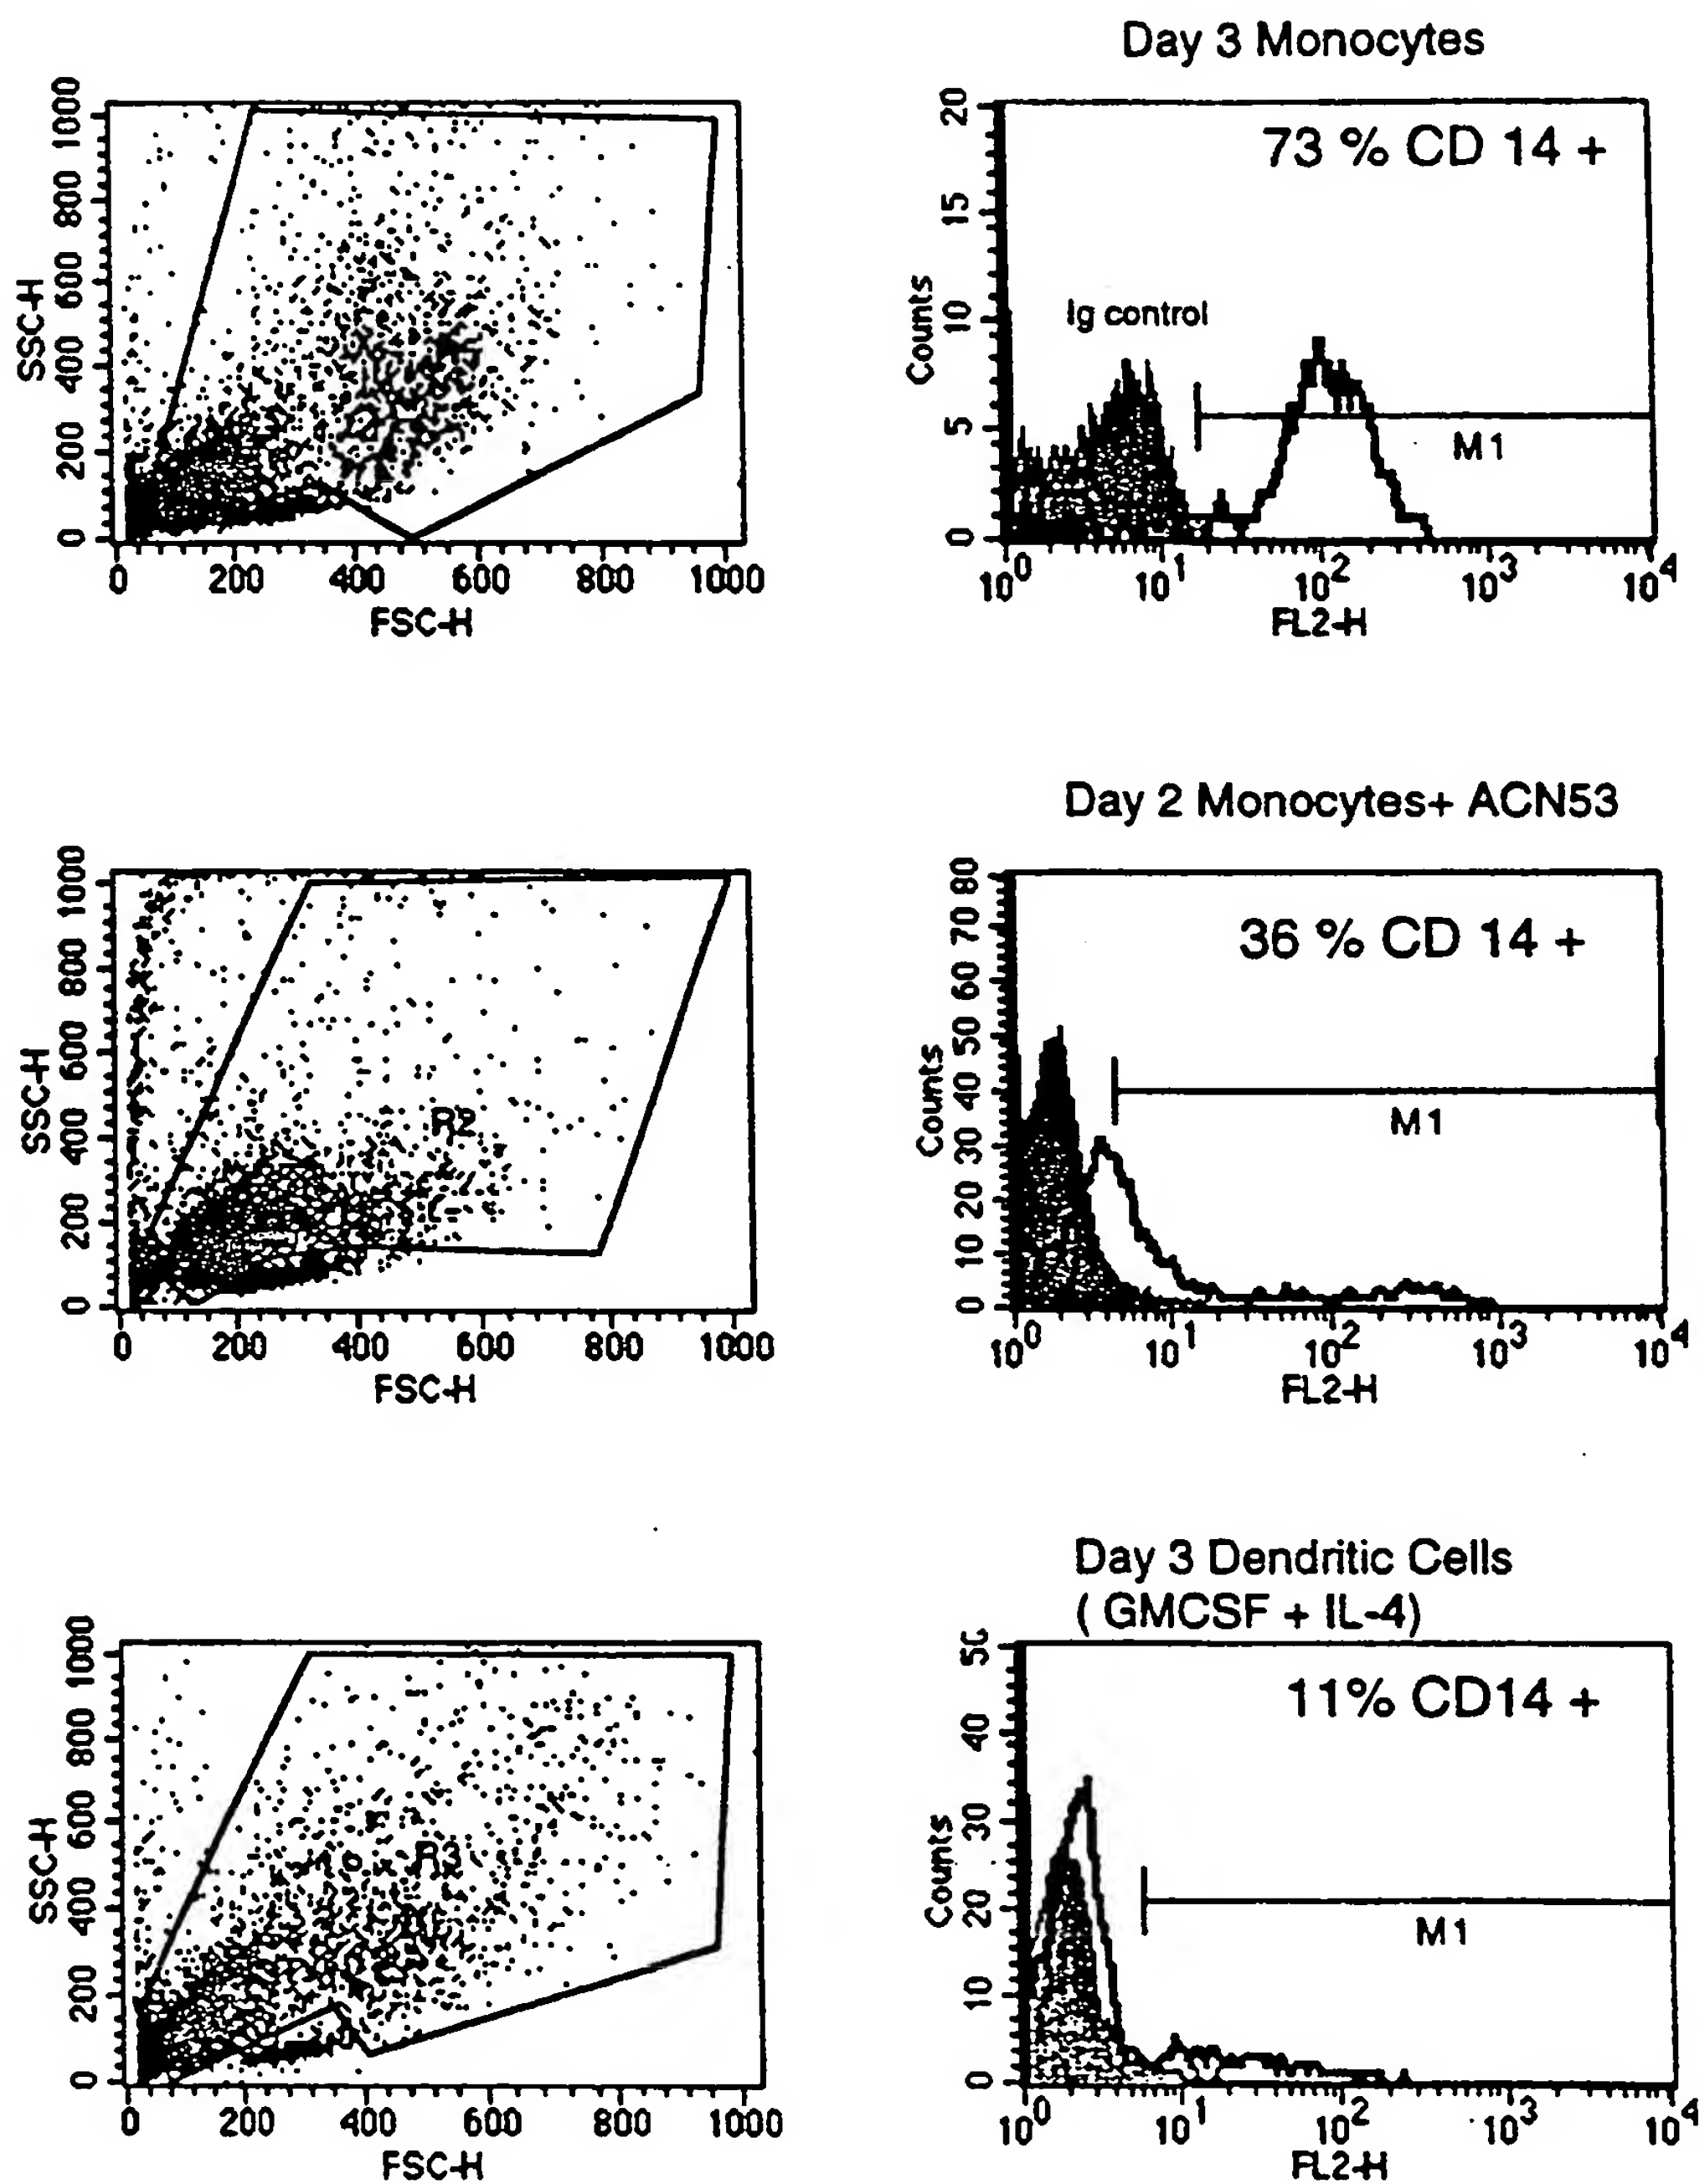 Day 3 Monocytes
1000
800
600
400
200
0
SSC-H
0 200 400 600 800 1000
FSC-H
20
15
10
5
0
Counts
73 % CD 14 +
Ig control
M1
10^0 10^1 10^2 10^3 10^4
FL2-H
Day 2 Monocytes+ ACN53
1000
800
600
400
200
0
SSC-H
R2
0 200 400 600 800 1000
FSC-H
80
70
60
50
40
30
20
10
0
Counts
36 % CD 14 +
M1
10^0 10^1 10^2 10^3 10^4
FL2-H
Day 3 Dendritic Cells
( GMCSF + IL-4)
1000
800
600
400
200
0
SSC-H
R3
0 200 400 600 800 1000
FSC-H
50
40
30
20
10
0
Counts
11% CD14 +
M1
10^0 10^1 10^2 10^3 10^4
FL2-H